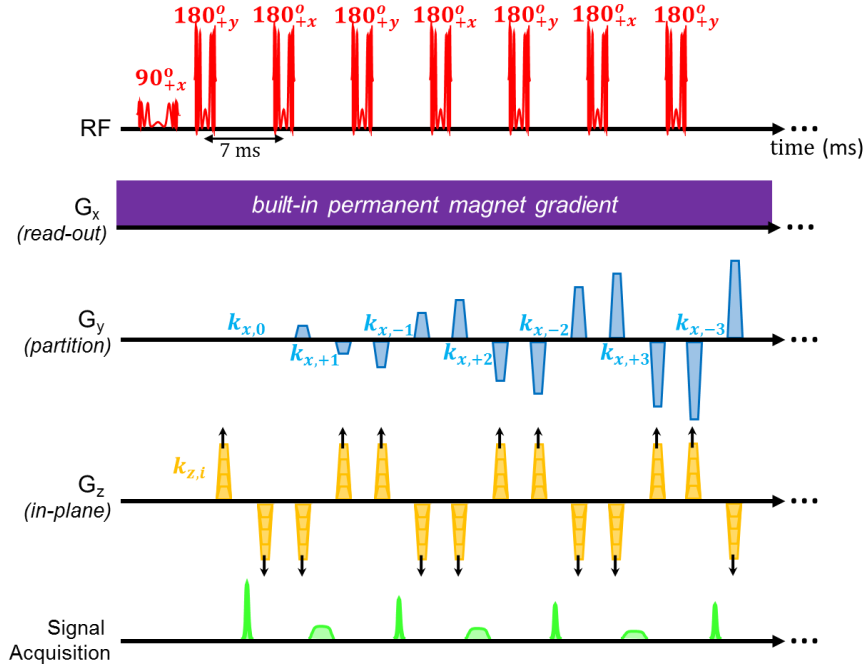 180°+y 180°+x 180°+y 180°+x 180°+y 180°+x 180°+y
90°+x
RF
7 ms
time (ms)
Gx
(read-out)
built-in permanent magnet gradient
Gy
(partition)
kx,0 kx,-1 kx,-2 kx,-3
kx,+1 kx,+2 kx,+3
kz,i
Gz
(in-plane)
Signal
Acquisition